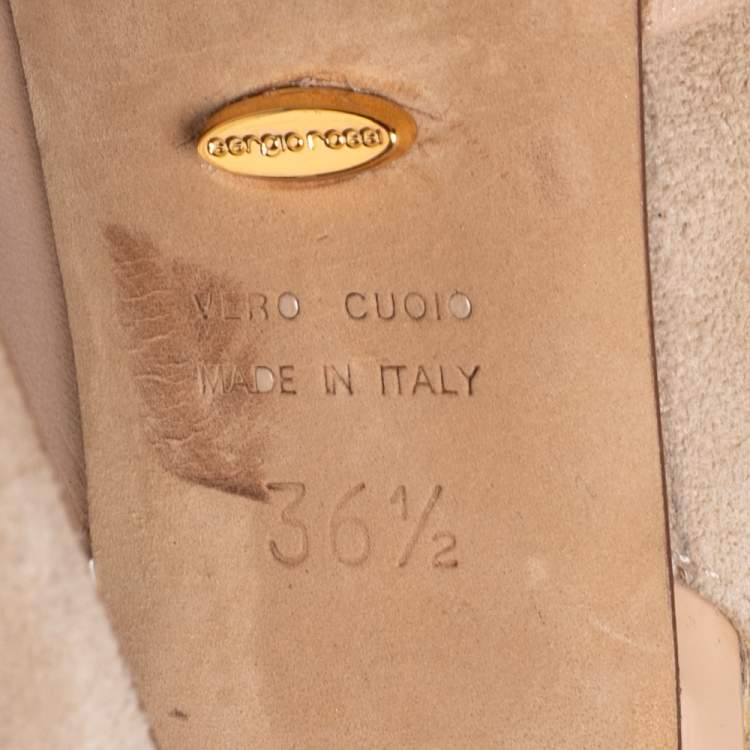 sergio rossi
VERO CUOIO
MADE IN ITALY
36½